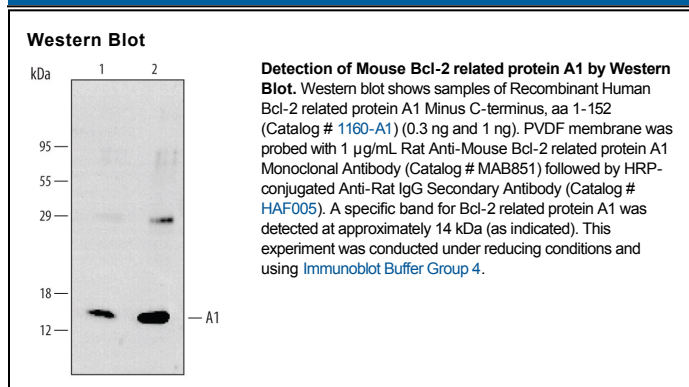 Western Blot
kDa 1 2
95
55
29
18
12
A1
Detection of Mouse Bcl-2 related protein A1 by Western
Blot. Western blot shows samples of Recombinant Human
Bcl-2 related protein A1 Minus C-terminus, aa 1-152
(Catalog # 1160-A1) (0.3 ng and 1 ng). PVDF membrane was
probed with 1 µg/mL Rat Anti-Mouse Bcl-2 related protein A1
Monoclonal Antibody (Catalog # MAB851) followed by HRP-
conjugated Anti-Rat IgG Secondary Antibody (Catalog #
HAF005). A specific band for Bcl-2 related protein A1 was
detected at approximately 14 kDa (as indicated). This
experiment was conducted under reducing conditions and
using Immunoblot Buffer Group 4.